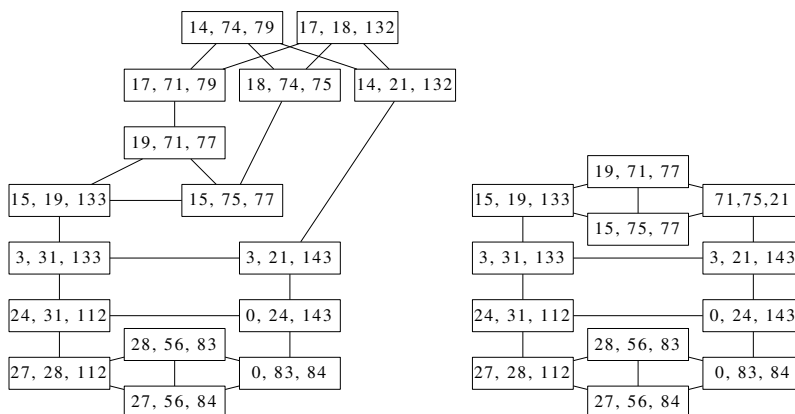 14, 74, 79
17, 18, 132
17, 71, 79
18, 74, 75
14, 21, 132
19, 71, 77
15, 19, 133
15, 75, 77
3, 31, 133
3, 21, 143
24, 31, 112
0, 24, 143
28, 56, 83
27, 28, 112
0, 83, 84
27, 56, 84
19, 71, 77
15, 19, 133
71,75,21
15, 75, 77
3, 31, 133
3, 21, 143
24, 31, 112
0, 24, 143
28, 56, 83
27, 28, 112
0, 83, 84
27, 56, 84